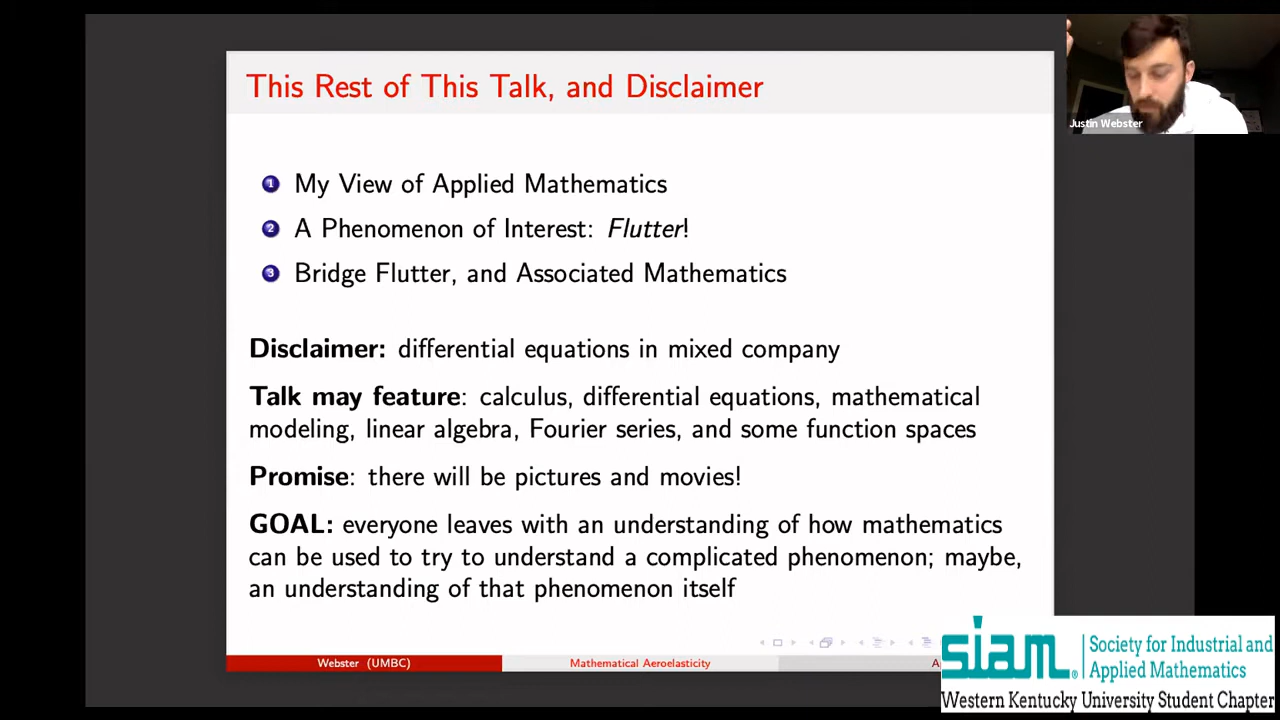 This Rest of This Talk, and Disclaimer
Justin Webster
1 My View of Applied Mathematics
2 A Phenomenon of Interest: Flutter!
3 Bridge Flutter, and Associated Mathematics
Disclaimer: differential equations in mixed company
Talk may feature: calculus, differential equations, mathematical
modeling, linear algebra, Fourier series, and some function spaces
Promise: there will be pictures and movies!
GOAL: everyone leaves with an understanding of how mathematics
can be used to try to understand a complicated phenomenon; maybe,
an understanding of that phenomenon itself
Webster (UMBC)
Mathematical Aeroelasticity
siam®
Society for Industrial and
Applied Mathematics
Western Kentucky University Student Chapter